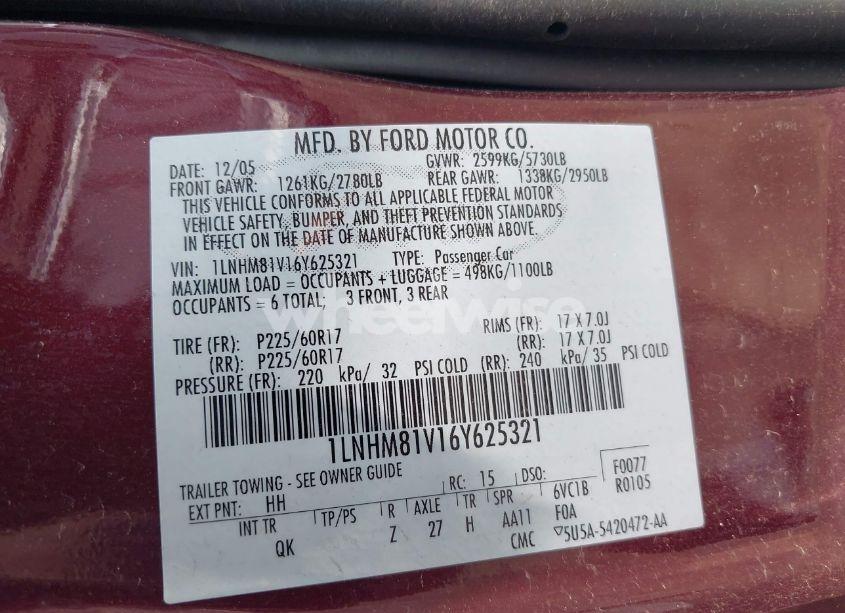 MFD. BY FORD MOTOR CO.
DATE: 12/05 GVWR: 2599KG/5730LB
FRONT GAWR: 1261KG/2780LB REAR GAWR: 1338KG/2950LB
THIS VEHICLE CONFORMS TO ALL APPLICABLE FEDERAL MOTOR
VEHICLE SAFETY, BUMPER, AND THEFT PREVENTION STANDARDS
IN EFFECT ON THE DATE OF MANUFACTURE SHOWN ABOVE.
VIN: 1LNHM81V16Y625321 TYPE: Passenger Car
MAXIMUM LOAD = OCCUPANTS + LUGGAGE = 498KG/1100LB
OCCUPANTS = 6 TOTAL: 3 FRONT, 3 REAR
wheelwise
TIRE (FR): P225/60R17 RIMS (FR): 17 X 7.0J
(RR): P225/60R17 (RR): 17 X 7.0J
PRESSURE (FR): 220 kPa/ 32 PSI COLD (RR): 240 kPa/ 35 PSI COLD
1LNHM81V16Y625321
TRAILER TOWING - SEE OWNER GUIDE
EXT PNT: HH RC: 15 DSO: F0077
R0105
INT TR TP/PS R AXLE TR SPR 6VC1B
QK Z 27 H AA11 FOA
CMC ▽5U5A-5420472-AA